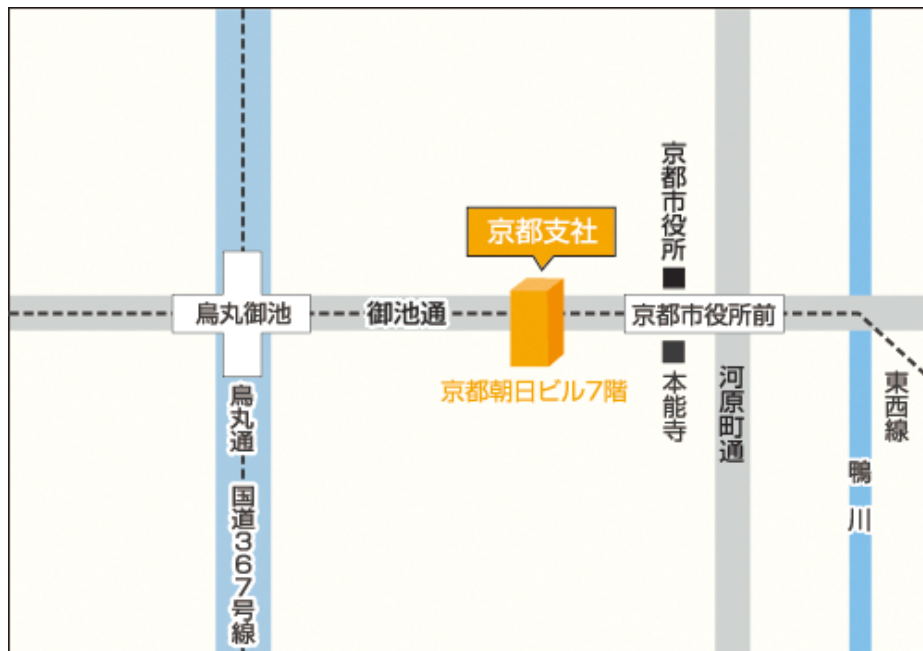 京都市役所
京都支社
烏丸御池
御池通
京都市役所前
京都朝日ビル7階
本能寺
河原町通
東西線
烏丸通
国道367号線
鴨川